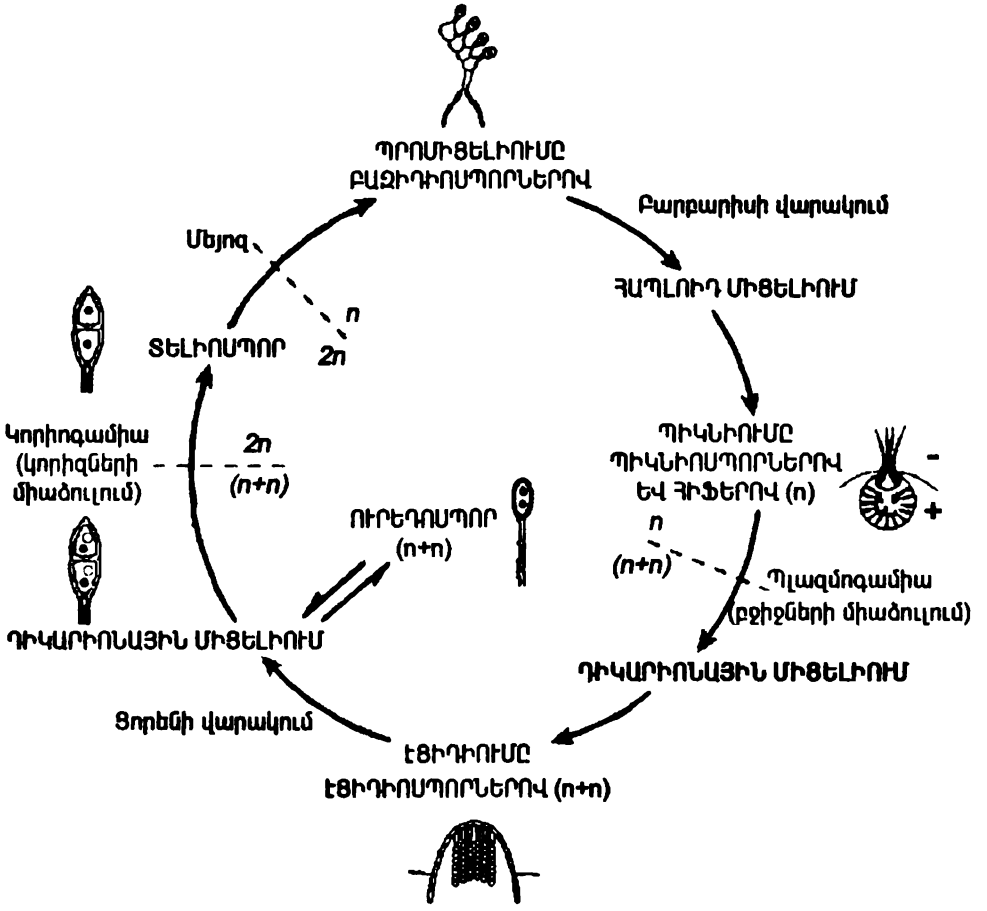 ՊՐՈՄԻՑԵԼԻՈՒՄԸ
ԲԱԶԻԴԻՈՍՊՈՐՆԵՐՈՎ
Բարբարիսի վարակում
ՀԱՊԼՈՒԻԴ ՄԻՑԵԼԻՈՒՄ
ՊԻԿՆԻՈՒՄԸ
ՊԻԿՆԻՈՍՊՈՐՆԵՐՈՎ
ԵՎ ՀԻՖԵՐՈՎ (n)
-
+
n
(n+n)
Պլազմոգամիա
(բջիջների միաձուլում)
ԴԻԿԱՐԻՈՆԱՅԻՆ ՄԻՑԵԼԻՈՒՄ
ԷՑԻԴԻՈՒՄԸ
ԷՑԻԴԻՈՍՊՈՐՆԵՐՈՎ (n+n)
Ցորենի վարակում
ԴԻԿԱՐԻՈՆԱՅԻՆ ՄԻՑԵԼԻՈՒՄ
ՈՒՐԵԴՈՍՊՈՐ
(n+n)
Կորիոգամիա
(կորիզների
միաձուլում)
2n
(n+n)
ՏԵԼԻՈՍՊՈՐ
Մեյոզ
n
2n